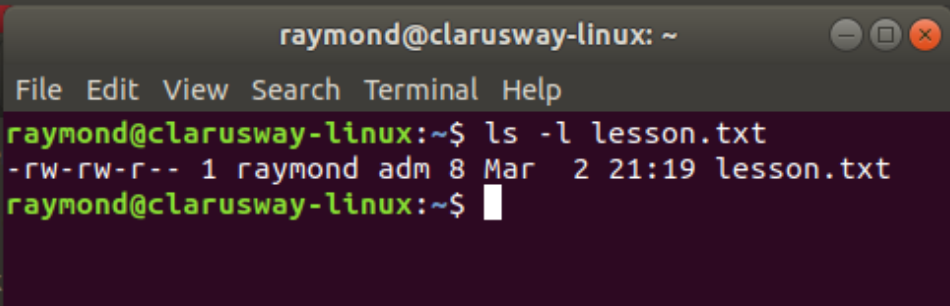 raymond@clarusway-linux: ~
File Edit View Search Terminal Help
raymond@clarusway-linux:~$ ls -l lesson.txt
-rw-rw-r-- 1 raymond adm 8 Mar  2 21:19 lesson.txt
raymond@clarusway-linux:~$